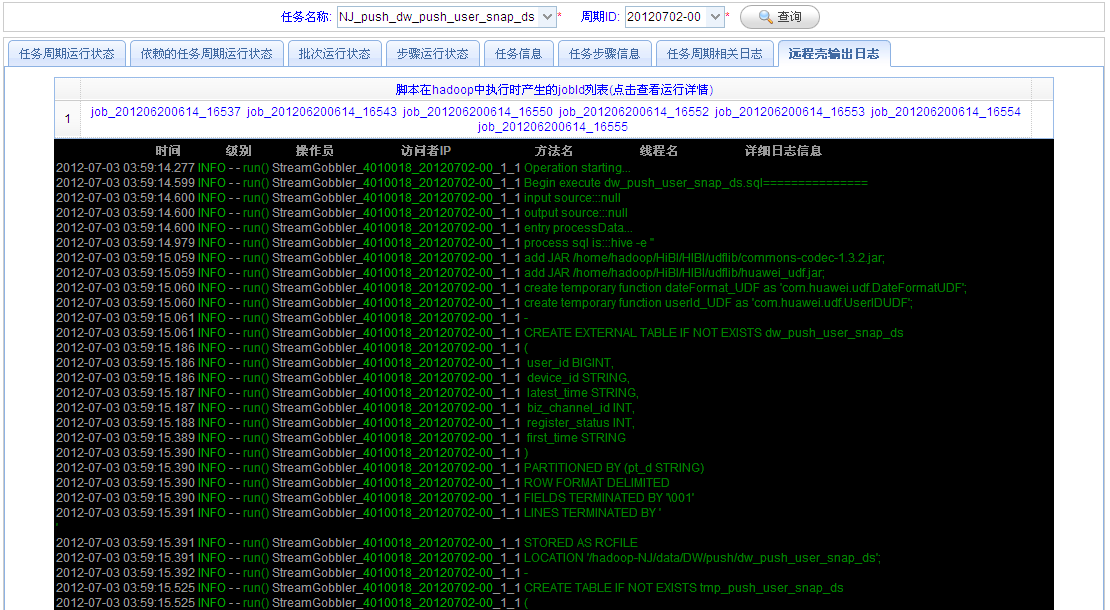 任务名称: NJ_push_dw_push_user_snap_ds * 周期ID: 20120702-00 * 查询
任务周期运行状态 依赖的任务周期运行状态 批次运行状态 步骤运行状态 任务信息 任务步骤信息 任务周期相关日志 远程壳输出日志
脚本在hadoop中执行时产生的jobId列表(点击查看运行详情)
1 job_201206200614_16537 job_201206200614_16543 job_201206200614_16550 job_201206200614_16552 job_201206200614_16553 job_201206200614_16554
job_201206200614_16555
时间 级别 操作员 访问者IP 方法名 线程名 详细日志信息
2012-07-03 03:59:14.277 INFO - - run() StreamGobbler_4010018_20120702-00_1_1 Operation starting...
2012-07-03 03:59:14.599 INFO - - run() StreamGobbler_4010018_20120702-00_1_1 Begin execute dw_push_user_snap_ds.sql===============
2012-07-03 03:59:14.600 INFO - - run() StreamGobbler_4010018_20120702-00_1_1 input source:::null
2012-07-03 03:59:14.600 INFO - - run() StreamGobbler_4010018_20120702-00_1_1 output source:::null
2012-07-03 03:59:14.600 INFO - - run() StreamGobbler_4010018_20120702-00_1_1 entry processData...
2012-07-03 03:59:14.979 INFO - - run() StreamGobbler_4010018_20120702-00_1_1 process sql is:::hive -e "
2012-07-03 03:59:15.059 INFO - - run() StreamGobbler_4010018_20120702-00_1_1 add JAR /home/hadoop/HiBI/HIBI/udflib/commons-codec-1.3.2.jar;
2012-07-03 03:59:15.059 INFO - - run() StreamGobbler_4010018_20120702-00_1_1 add JAR /home/hadoop/HiBI/HIBI/udflib/huawei_udf.jar;
2012-07-03 03:59:15.060 INFO - - run() StreamGobbler_4010018_20120702-00_1_1 create temporary function dateFormat_UDF as 'com.huawei.udf.DateFormatUDF';
2012-07-03 03:59:15.060 INFO - - run() StreamGobbler_4010018_20120702-00_1_1 create temporary function userId_UDF as 'com.huawei.udf.UserIDUDF';
2012-07-03 03:59:15.061 INFO - - run() StreamGobbler_4010018_20120702-00_1_1 -
2012-07-03 03:59:15.061 INFO - - run() StreamGobbler_4010018_20120702-00_1_1 CREATE EXTERNAL TABLE IF NOT EXISTS dw_push_user_snap_ds
2012-07-03 03:59:15.186 INFO - - run() StreamGobbler_4010018_20120702-00_1_1 (
2012-07-03 03:59:15.186 INFO - - run() StreamGobbler_4010018_20120702-00_1_1 user_id BIGINT,
2012-07-03 03:59:15.186 INFO - - run() StreamGobbler_4010018_20120702-00_1_1 device_id STRING,
2012-07-03 03:59:15.187 INFO - - run() StreamGobbler_4010018_20120702-00_1_1 latest_time STRING,
2012-07-03 03:59:15.187 INFO - - run() StreamGobbler_4010018_20120702-00_1_1 biz_channel_id INT,
2012-07-03 03:59:15.188 INFO - - run() StreamGobbler_4010018_20120702-00_1_1 register_status INT,
2012-07-03 03:59:15.389 INFO - - run() StreamGobbler_4010018_20120702-00_1_1 first_time STRING
2012-07-03 03:59:15.390 INFO - - run() StreamGobbler_4010018_20120702-00_1_1 )
2012-07-03 03:59:15.390 INFO - - run() StreamGobbler_4010018_20120702-00_1_1 PARTITIONED BY (pt_d STRING)
2012-07-03 03:59:15.390 INFO - - run() StreamGobbler_4010018_20120702-00_1_1 ROW FORMAT DELIMITED
2012-07-03 03:59:15.390 INFO - - run() StreamGobbler_4010018_20120702-00_1_1 FIELDS TERMINATED BY '\001'
2012-07-03 03:59:15.391 INFO - - run() StreamGobbler_4010018_20120702-00_1_1 LINES TERMINATED BY '
'
2012-07-03 03:59:15.391 INFO - - run() StreamGobbler_4010018_20120702-00_1_1 STORED AS RCFILE
2012-07-03 03:59:15.391 INFO - - run() StreamGobbler_4010018_20120702-00_1_1 LOCATION '/hadoop-NJ/data/DW/push/dw_push_user_snap_ds';
2012-07-03 03:59:15.392 INFO - - run() StreamGobbler_4010018_20120702-00_1_1 -
2012-07-03 03:59:15.525 INFO - - run() StreamGobbler_4010018_20120702-00_1_1 CREATE TABLE IF NOT EXISTS tmp_push_user_snap_ds
2012-07-03 03:59:15.525 INFO - - run() StreamGobbler_4010018_20120702-00_1_1 (